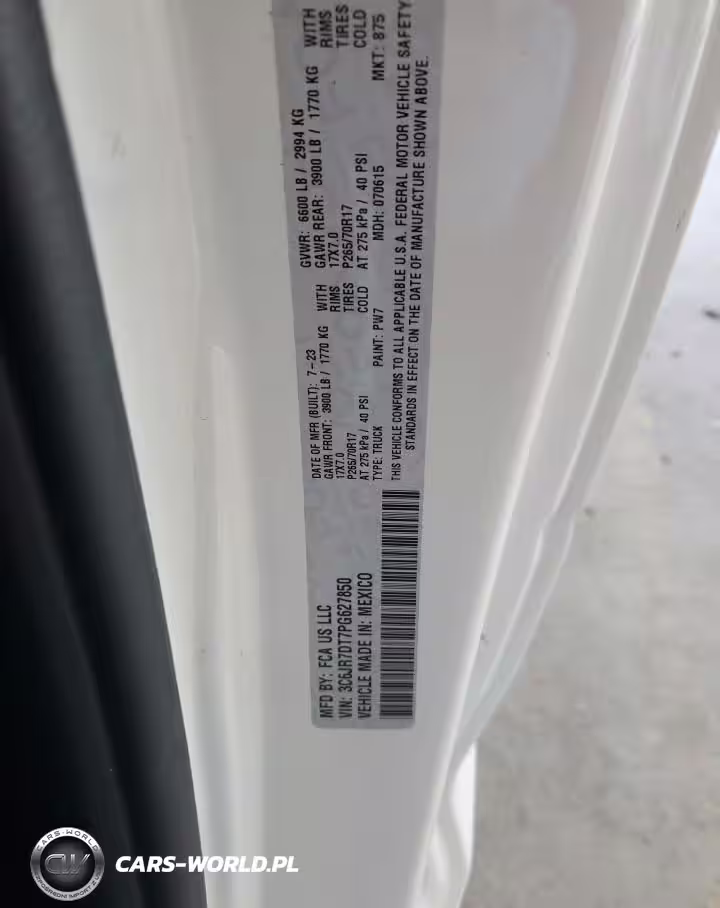 MFD BY: FCA US LLC
VIN: 3C6JR7DT7PG627850
VEHICLE MADE IN: MEXICO
DATE OF MFR (BUILT): 7-23
GAWR FRONT: 3900 LB / 1770 KG WITH
17X7.0 RIMS
P265/70R17 TIRES
AT 275 kPa / 40 PSI COLD
TYPE: TRUCK
GVWR: 6600 LB / 2994 KG
GAWR REAR: 3900 LB / 1770 KG WITH
17X7.0 RIMS
P265/70R17 TIRES
AT 275 kPa / 40 PSI COLD
PAINT: PW7 MDH: 070615 MKT: 875
THIS VEHICLE CONFORMS TO ALL APPLICABLE U.S.A. FEDERAL MOTOR VEHICLE SAFETY
STANDARDS IN EFFECT ON THE DATE OF MANUFACTURE SHOWN ABOVE.
CARS-WORLD
CW
CARS-WORLD.PL